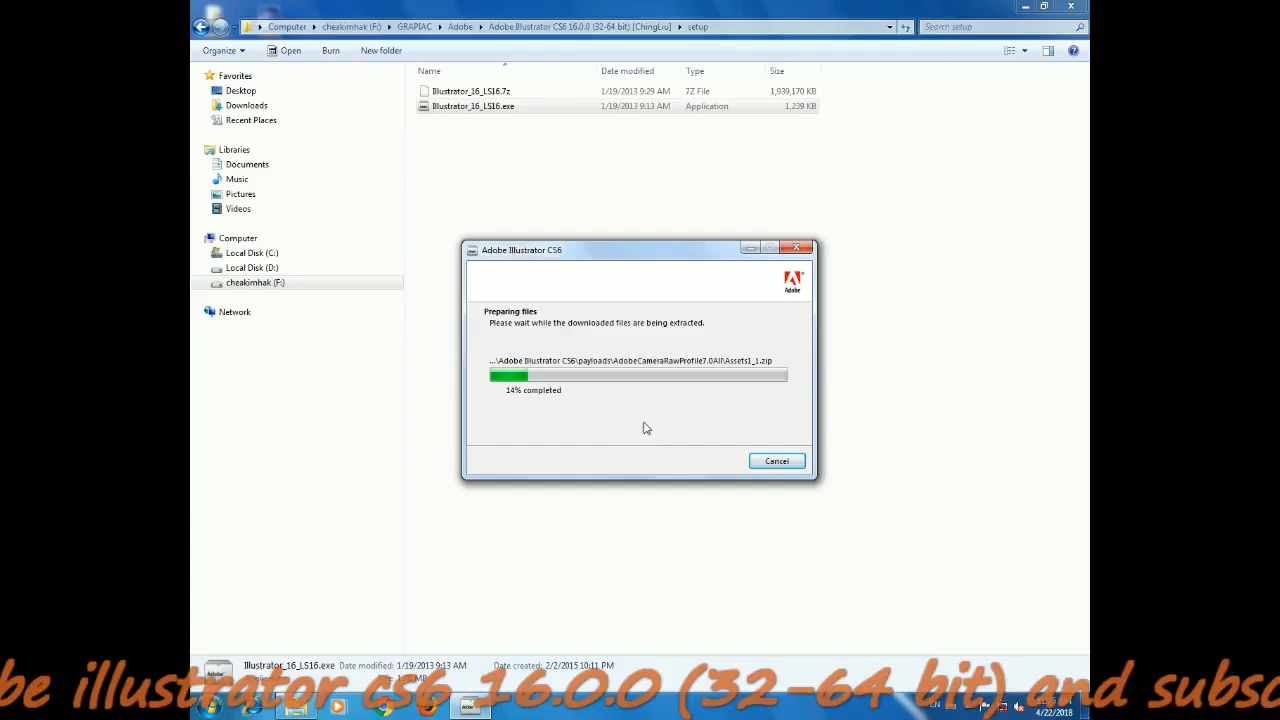 Computer ▸ cheakimhak (F:) ▸ GRAPIAC ▸ Adobe ▸ Adobe Illustrator CS6 16.0.0 (32-64 bit) [ChingLiu] ▸ setup
Search setup
Organize Open Burn New folder
Name Date modified Type Size
Illustrator_16_LS16.7z 1/19/2013 9:29 AM 7Z File 1,939,170 KB
Illustrator_16_LS16.exe 1/19/2013 9:13 AM Application 1,239 KB
Favorites
Desktop
Downloads
Recent Places
Libraries
Documents
Music
Pictures
Videos
Computer
Local Disk (C:)
Local Disk (D:)
cheakimhak (F:)
Network
Adobe Illustrator CS6
Adobe
Preparing files
Please wait while the downloaded files are being extracted.
...\Adobe Illustrator CS6\payloads\AdobeCameraRawProfile7.0All\Assets1_1.zip
14% completed
Cancel
Illustrator_16_LS16.exe Date modified: 1/19/2013 9:13 AM Date created: 2/2/2015 10:11 PM
be illustrator cs6 16.0.0 (32-64 bit) and subsc
EN
4/22/2018